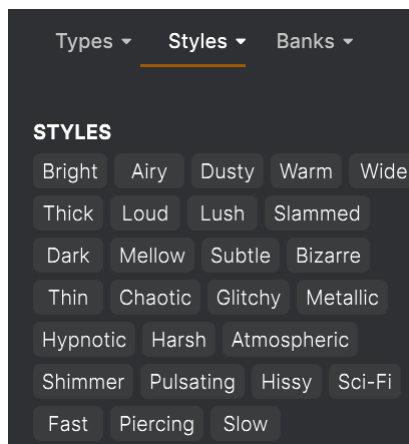 Types Styles Banks
STYLES
Bright Airy Dusty Warm Wide
Thick Loud Lush Slammed
Dark Mellow Subtle Bizarre
Thin Chaotic Glitchy Metallic
Hypnotic Harsh Atmospheric
Shimmer Pulsating Hissy Sci-Fi
Fast Piercing Slow